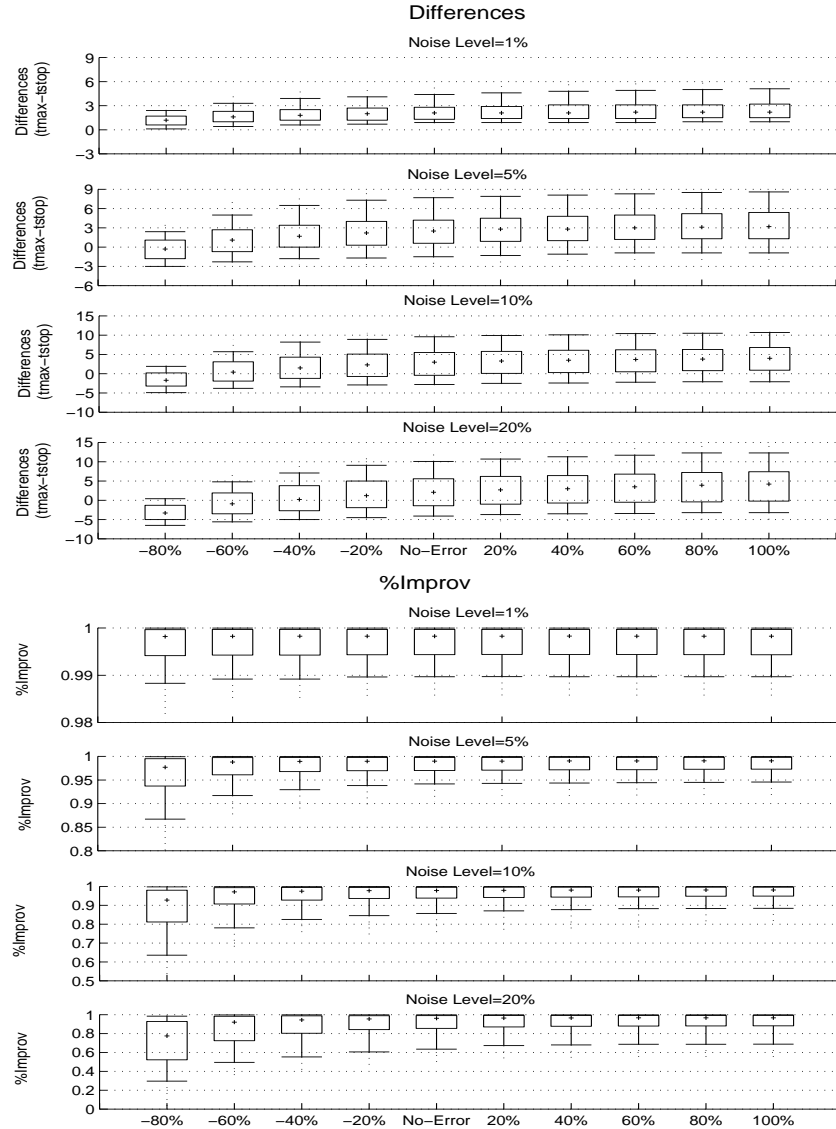 Differences
Noise Level=1%
Differences
(tmax−tstop)
9
6
3
0
−3
Noise Level=5%
Differences
(tmax−tstop)
9
6
3
0
−3
−6
Noise Level=10%
Differences
(tmax−tstop)
15
10
5
0
−5
−10
Noise Level=20%
Differences
(tmax−tstop)
15
10
5
0
−5
−10
−80% −60% −40% −20% No−Error 20% 40% 60% 80% 100%
%Improv
Noise Level=1%
%Improv
1
0.99
0.98
Noise Level=5%
%Improv
1
0.95
0.9
0.85
0.8
Noise Level=10%
%Improv
1
0.9
0.8
0.7
0.6
0.5
Noise Level=20%
%Improv
1
0.8
0.6
0.4
0.2
0
−80% −60% −40% −20% No−Error 20% 40% 60% 80% 100%